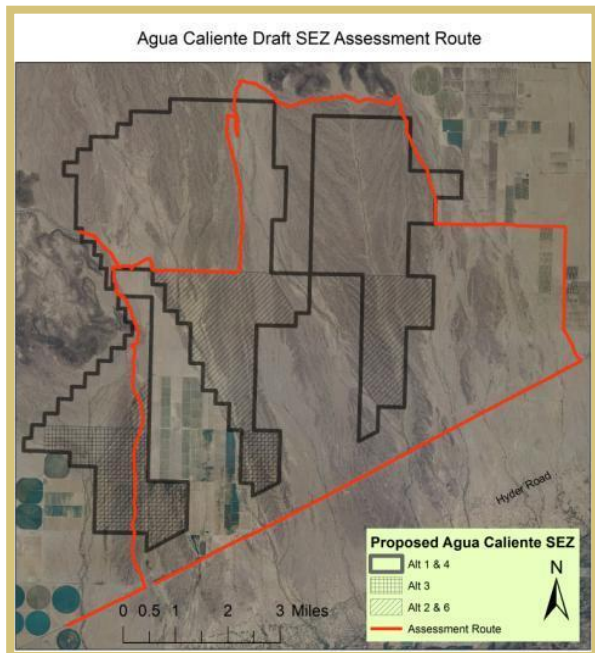 Agua Caliente Draft SEZ Assessment Route
Hyder Road
Proposed Agua Caliente SEZ
Alt 1 & 4
Alt 3
Alt 2 & 6
Assessment Route
N
0 0.5 1 2 3 Miles